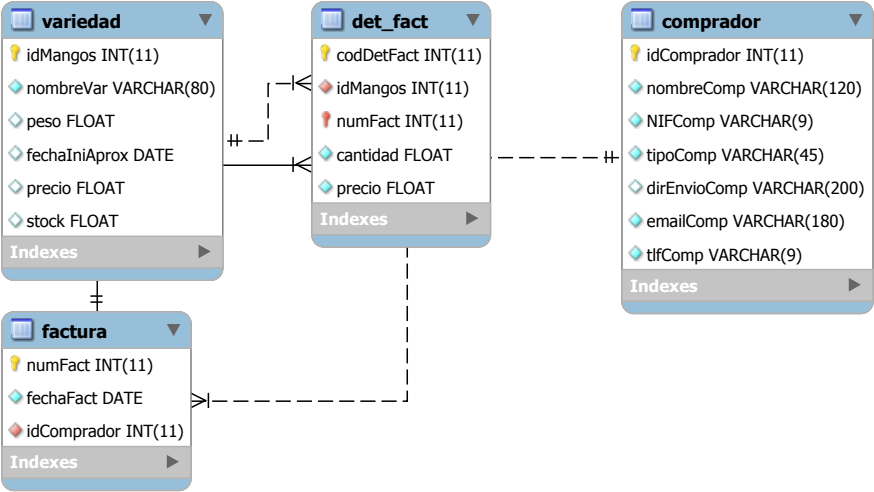 variedad
idMangos INT(11)
nombreVar VARCHAR(80)
peso FLOAT
fechaIniAprox DATE
precio FLOAT
stock FLOAT
Indexes
det_fact
codDetFact INT(11)
idMangos INT(11)
numFact INT(11)
cantidad FLOAT
precio FLOAT
Indexes
comprador
idComprador INT(11)
nombreComp VARCHAR(120)
NIFComp VARCHAR(9)
tipoComp VARCHAR(45)
dirEnvioComp VARCHAR(200)
emailComp VARCHAR(180)
tlfComp VARCHAR(9)
Indexes
factura
numFact INT(11)
fechaFact DATE
idComprador INT(11)
Indexes